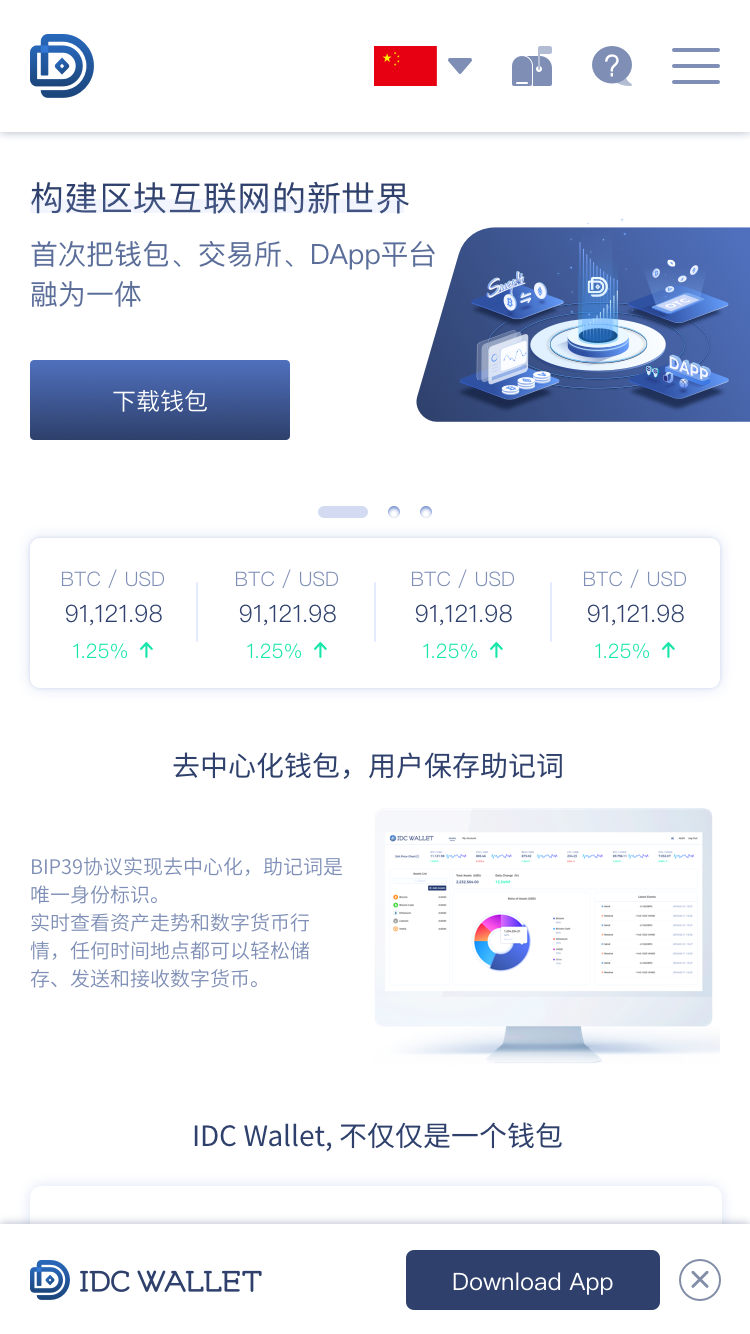 构建区块互联网的新世界
首次把钱包、交易所、DApp平台
融为一体
下载钱包
OTC
DAPP
BTC / USD BTC / USD BTC / USD BTC / USD
91,121.98 91,121.98 91,121.98 91,121.98
1.25% 1.25% 1.25% 1.25%
去中心化钱包，用户保存助记词
BIP39协议实现去中心化，助记词是
唯一身份标识。
实时查看资产走势和数字货币行
情，任何时间地点都可以轻松储
存、发送和接收数字货币。
IDC WALLET
IDC Wallet, 不仅仅是一个钱包
IDC WALLET
Download App